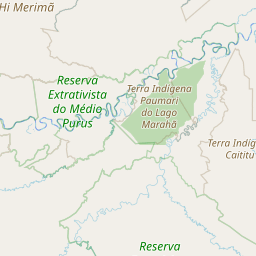 Hi Merimã
Reserva
Extrativista
do Médio
Purus
Terra Indígena
Paumari
do Lago
Marahã
Terra Indíg
Caititu
Reserva